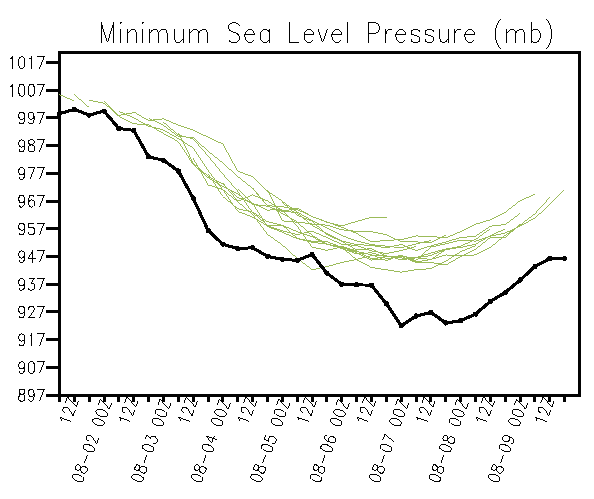 Minimum Sea Level Pressure (mb)
1017
1007
997
987
977
967
957
947
937
927
917
907
897
12Z
08-02 00Z
12Z
08-03 00Z
12Z
08-04 00Z
12Z
08-05 00Z
12Z
08-06 00Z
12Z
08-07 00Z
12Z
08-08 00Z
12Z
08-09 00Z
12Z